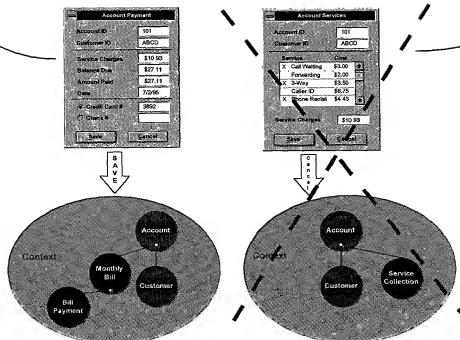 Account Payment
Account ID 101
Customer ID ABCD
Service Charges $10.93
Balance Due $27.11
Amount Paid $27.11
Date 7/2/95
Credit Card # 3892
Check #
Save Cancel
SAVE
Context
Account
Monthly Bill
Customer
Bill Payment
Account Services
Account ID 101
Customer ID ABCD
Service Cost
X Call Waiting $3.00
Forwarding $2.00
X 3-Way $3.50
Caller ID $6.75
X Phone Rental $4.43
Service Charges $10.93
Save Cancel
Cancel
Context
Account
Customer
Service Collection